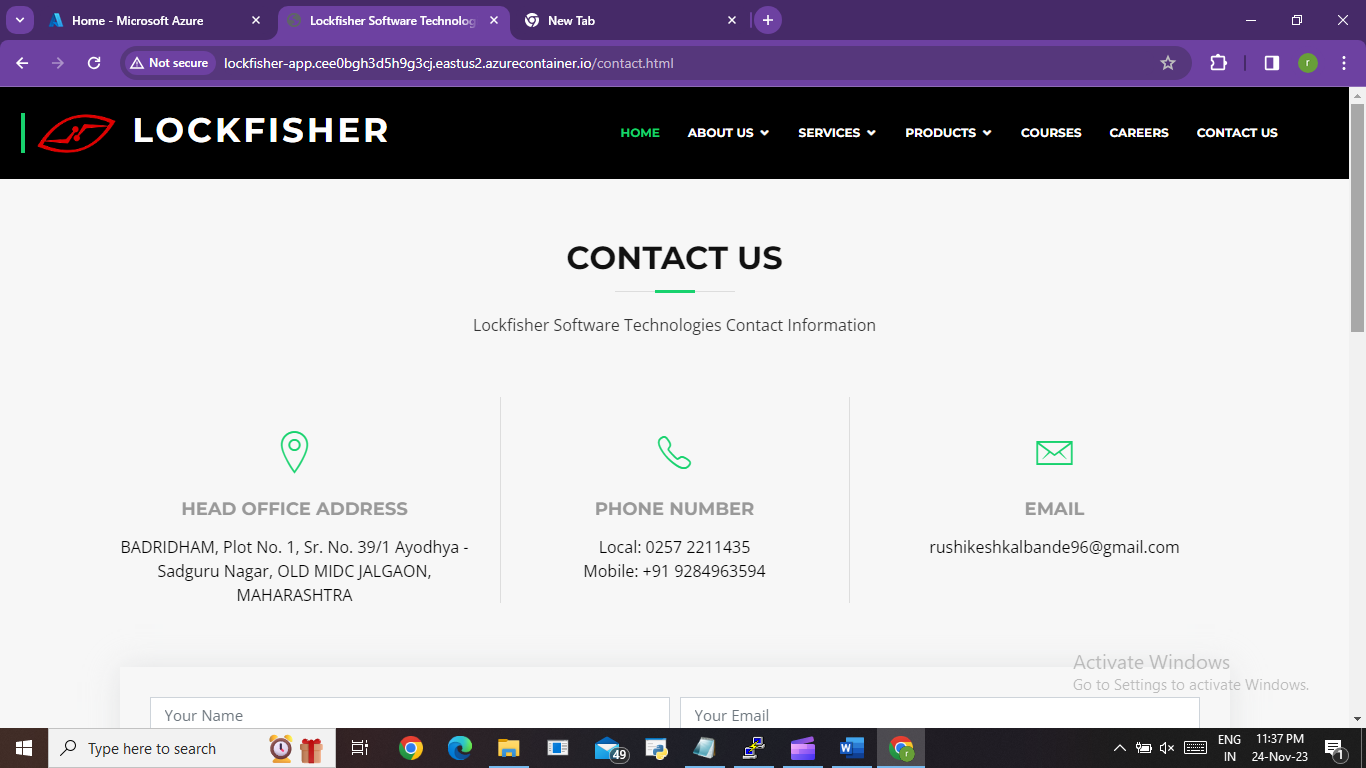 Home - Microsoft Azure
Lockfisher Software Technolog
New Tab
Not secure
lockfisher-app.cee0bgh3d5h9g3cj.eastus2.azurecontainer.io/contact.html
r
LOCKFISHER
HOME
ABOUT US
SERVICES
PRODUCTS
COURSES
CAREERS
CONTACT US
CONTACT US
Lockfisher Software Technologies Contact Information
HEAD OFFICE ADDRESS
BADRIDHAM, Plot No. 1, Sr. No. 39/1 Ayodhya -
Sadguru Nagar, OLD MIDC JALGAON,
MAHARASHTRA
PHONE NUMBER
Local: 0257 2211435
Mobile: +91 9284963594
EMAIL
rushikeshkalbande96@gmail.com
Your Name
Your Email
Activate Windows
Go to Settings to activate Windows.
Type here to search
49
W
r
ENG
IN
11:37 PM
24-Nov-23
1